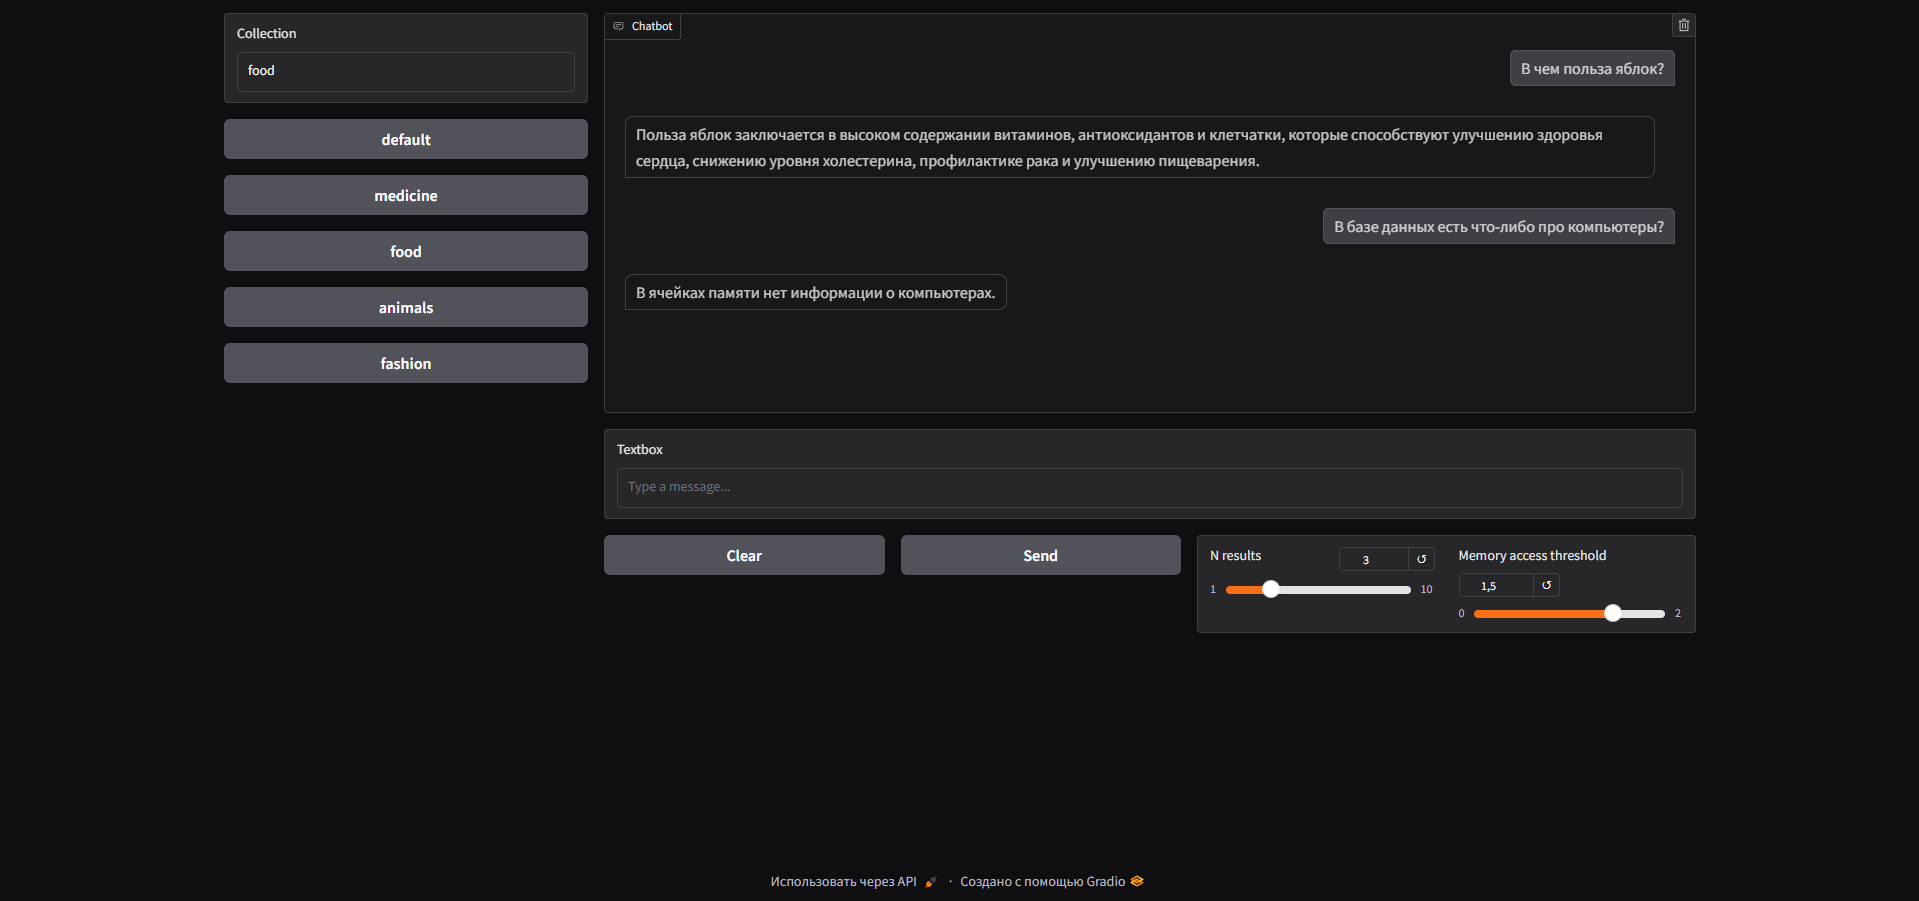 Collection
food
default
medicine
food
animals
fashion
Chatbot
В чем польза яблок?
Польза яблок заключается в высоком содержании витаминов, антиоксидантов и клетчатки, которые способствуют улучшению здоровья
сердца, снижению уровня холестерина, профилактике рака и улучшению пищеварения.
В базе данных есть что-либо про компьютеры?
В ячейках памяти нет информации о компьютерах.
Textbox
Type a message...
Clear
Send
N results
3
1
10
Memory access threshold
1,5
0
2
Использовать через API · Создано с помощью Gradio